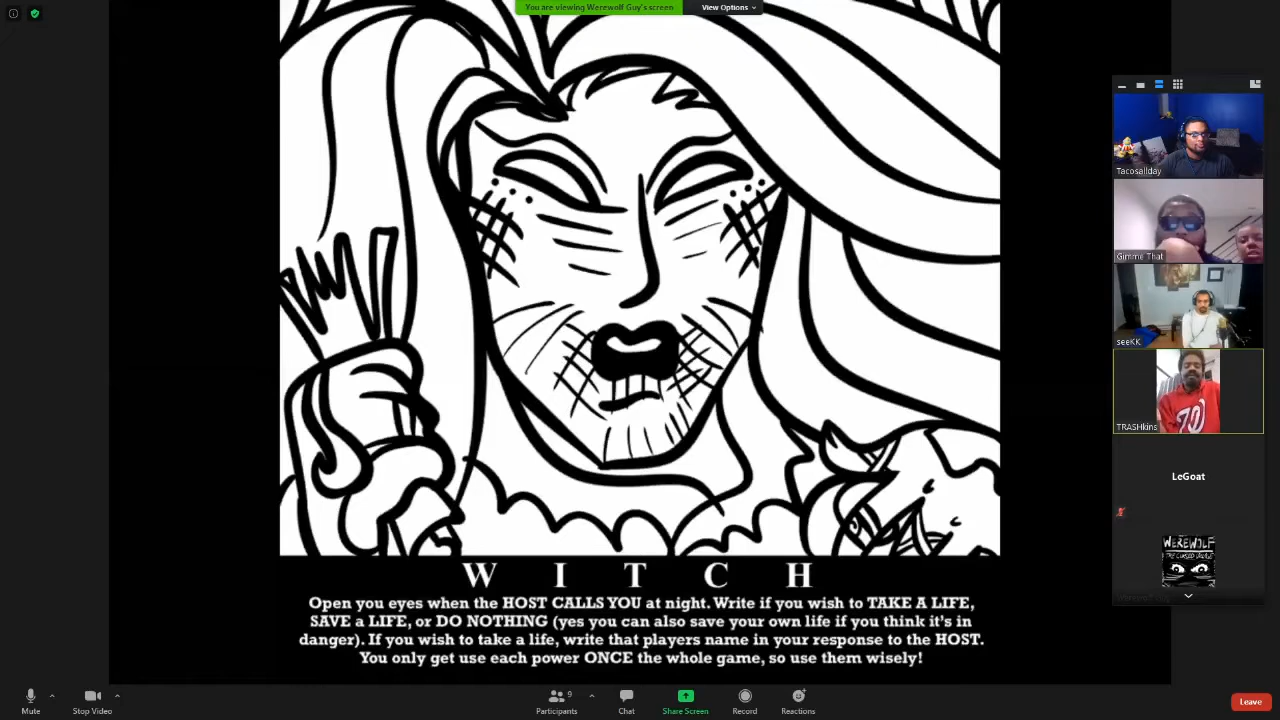 You are viewing Werewolf Guy's screen
View Options
Tacosallday
Gimme That
seeKK
TRASHkins
LeGoat
WEREWOLF
WITCH
Open you eyes when the HOST CALLS YOU at night. Write if you wish to TAKE A LIFE,
SAVE a LIFE, or DO NOTHING (yes you can also save your own life if you think it's in
danger). If you wish to take a life, write that players name in your response to the HOST.
You only get use each power ONCE the whole game, so use them wisely!
Mute
Stop Video
Participants
9
Chat
Share Screen
Record
Reactions
Leave